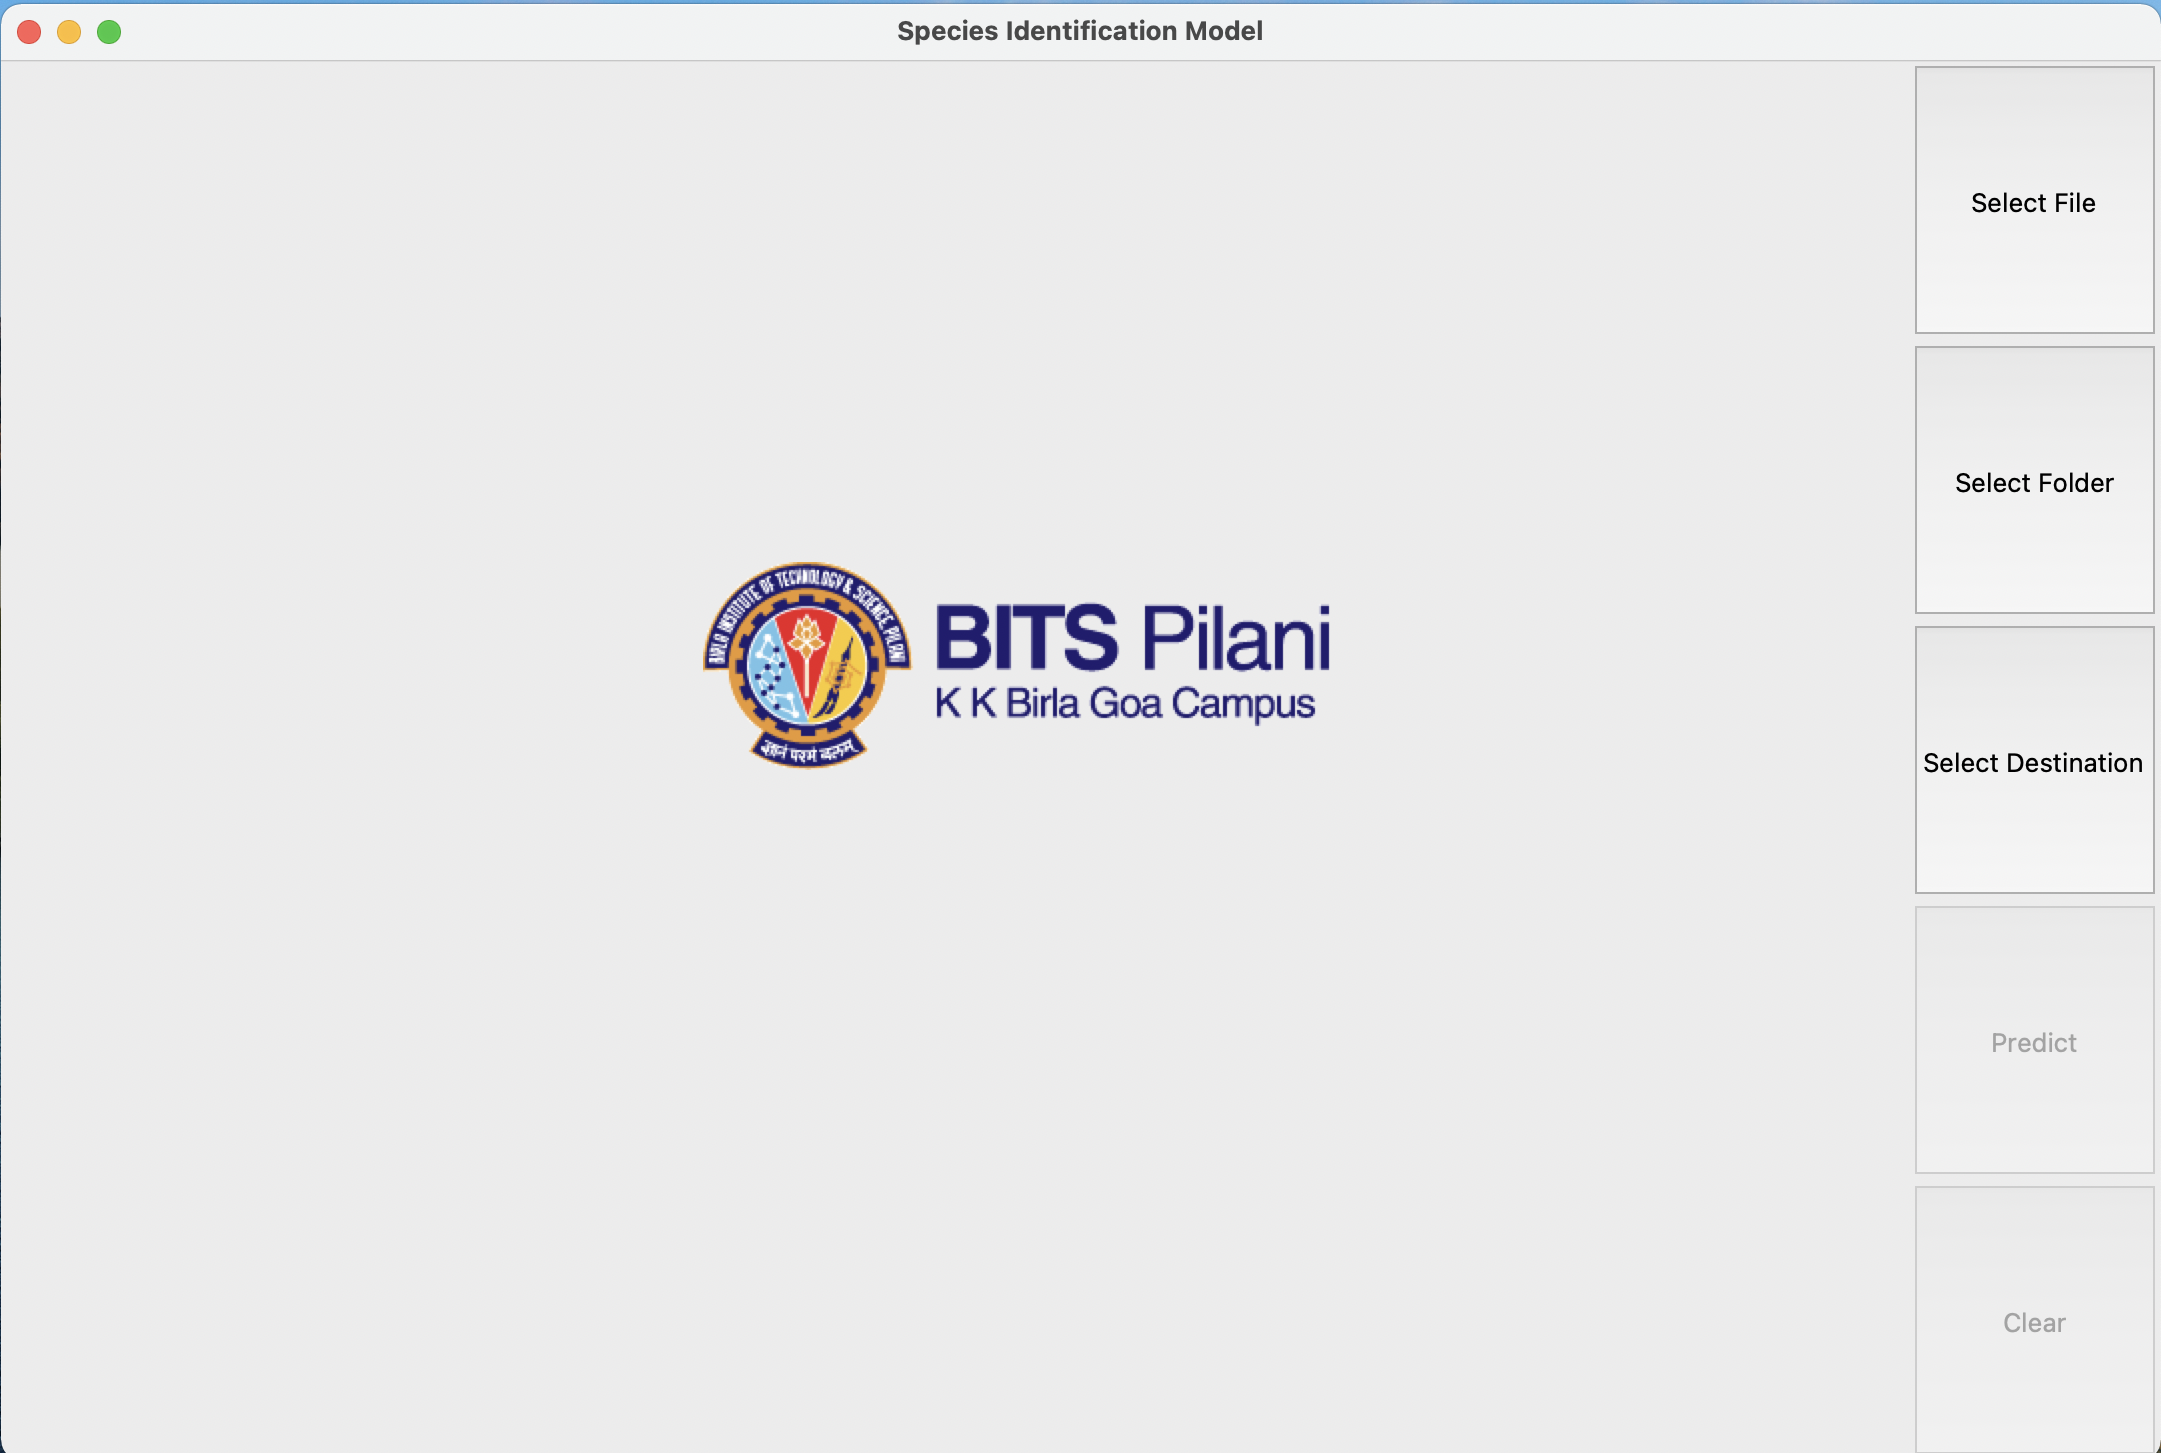 Species Identification Model
Select File
Select Folder
BIRLA INSTITUTE OF TECHNOLOGY & SCIENCE, PILANI
BITS Pilani
K K Birla Goa Campus
ज्ञानं परमं बलम्
Select Destination
Predict
Clear